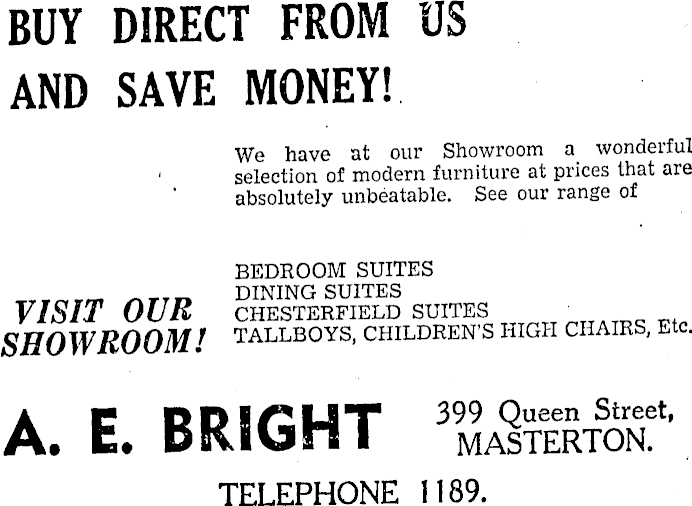 BUY DIRECT FROM US
AND SAVE MONEY!
We have at our Showroom a wonderful
selection of modern furniture at prices that are
absolutely unbeatable. See our range of
BEDROOM SUITES
DINING SUITES
CHESTERFIELD SUITES
TALLBOYS, CHILDREN'S HIGH CHAIRS, Etc.
VISIT OUR
SHOWROOM!
A. E. BRIGHT
399 Queen Street,
MASTERTON.
TELEPHONE 1189.